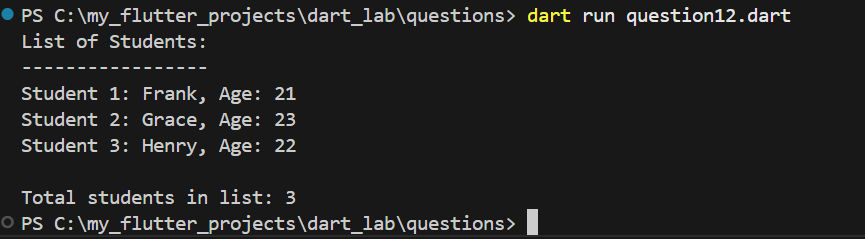 PS C:\my_flutter_projects\dart_lab\questions> dart run question12.dart
List of Students:
-----------------
Student 1: Frank, Age: 21
Student 2: Grace, Age: 23
Student 3: Henry, Age: 22
Total students in list: 3
PS C:\my_flutter_projects\dart_lab\questions>